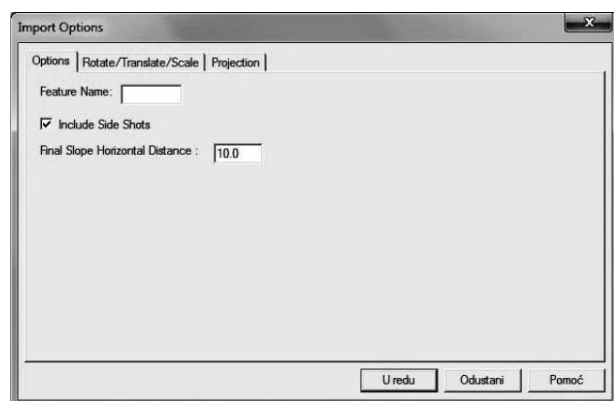 Import Options
Options Rotate/Translate/Scale Projection
Feature Name:
Include Side Shots
Final Slope Horizontal Distance : 10.0
U redu Odustani Pomoć